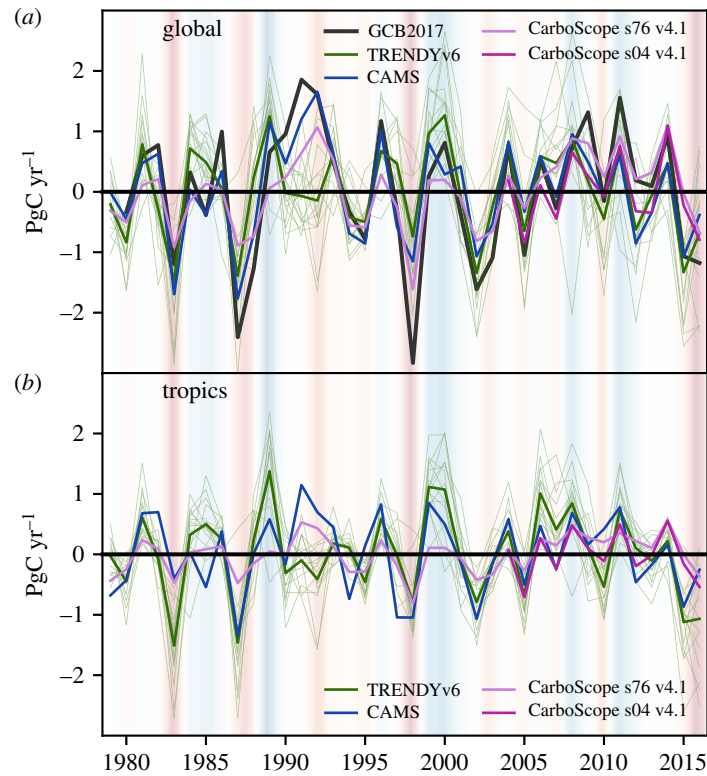 (a)
global
GCB2017
TRENDYv6
CAMS
CarboScope s76 v4.1
CarboScope s04 v4.1
PgC yr⁻¹
2
1
0
−1
−2
(b)
tropics
PgC yr⁻¹
2
1
0
−1
−2
TRENDYv6
CAMS
CarboScope s76 v4.1
CarboScope s04 v4.1
1980 1985 1990 1995 2000 2005 2010 2015